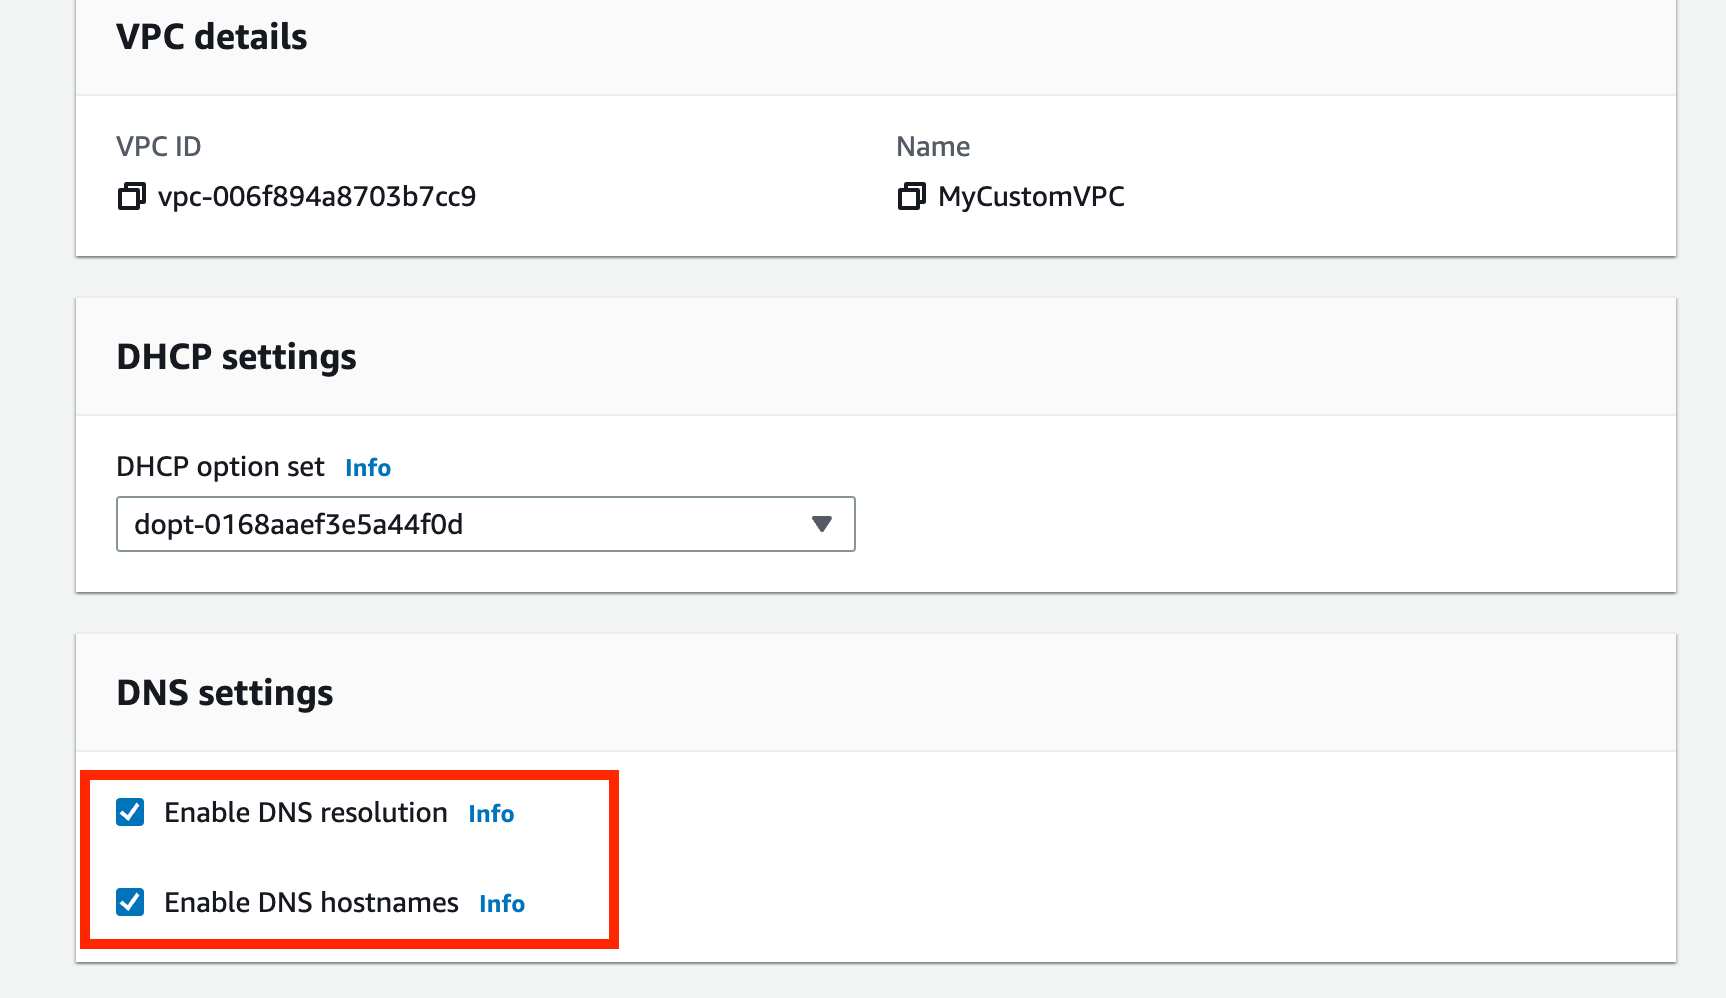 VPC details
VPC ID
vpc-006f894a8703b7cc9
Name
MyCustomVPC
DHCP settings
DHCP option set Info
dopt-0168aaef3e5a44f0d
DNS settings
Enable DNS resolution Info
Enable DNS hostnames Info